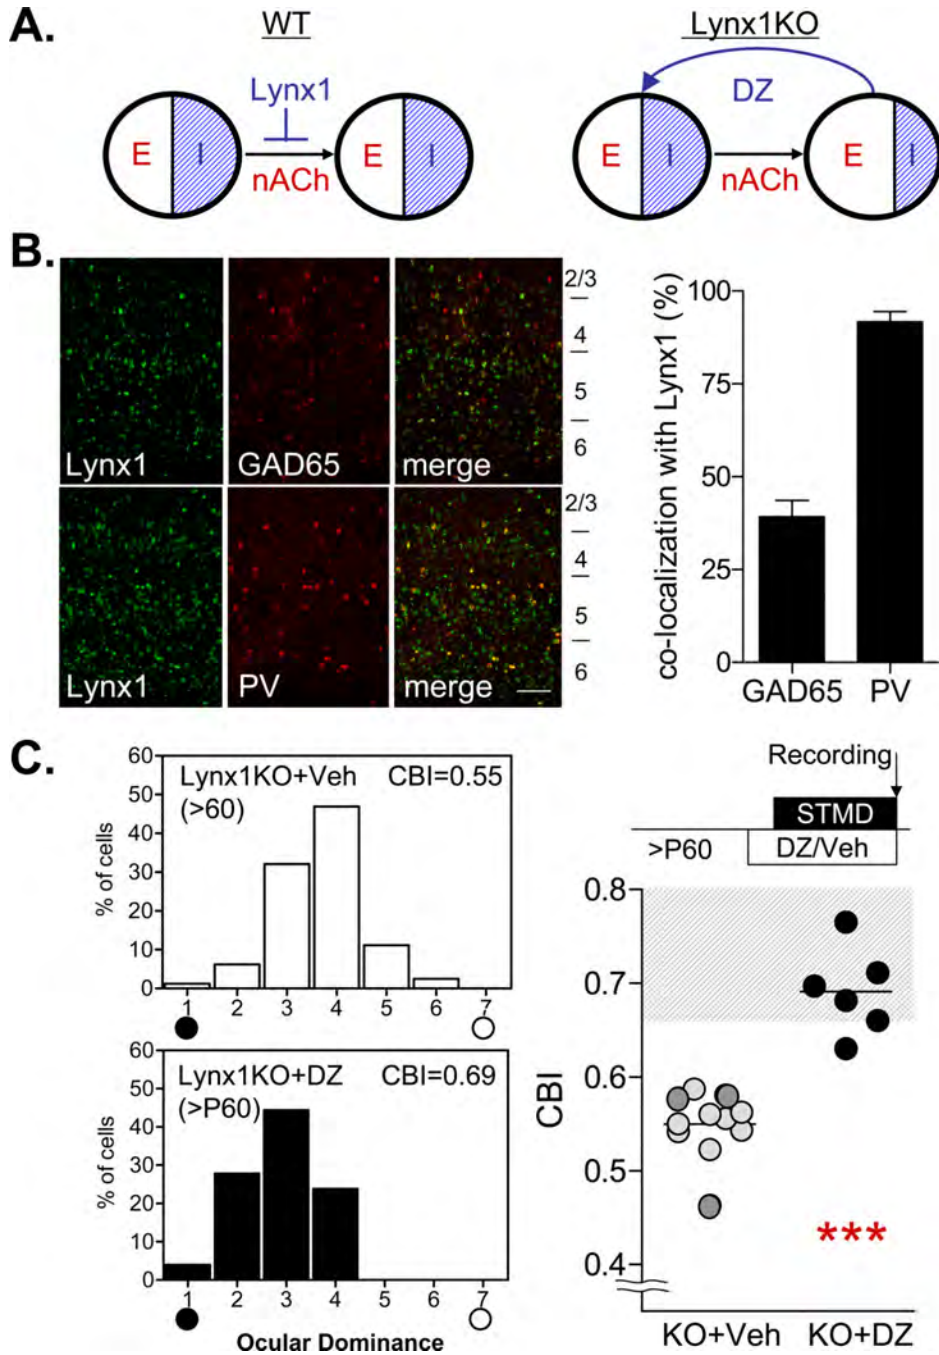 A.
WT
Lynx1KO
Lynx1
DZ
E I
E I
E I
E I
nACh
nACh
B.
Lynx1
GAD65
merge
2/3
4
5
6
Lynx1
PV
merge
2/3
4
5
6
co-localization with Lynx1 (%)
100
75
50
25
0
GAD65
PV
C.
% of cells
60
50
40
30
20
10
0
Lynx1KO+Veh
(>60)
CBI=0.55
1 2 3 4 5 6 7
% of cells
60
50
40
30
20
10
0
Lynx1KO+DZ
(>P60)
CBI=0.69
1 2 3 4 5 6 7
Ocular Dominance
Recording
STMD
>P60
DZ/Veh
CBI
0.8
0.7
0.6
0.5
0.4
***
KO+Veh
KO+DZ